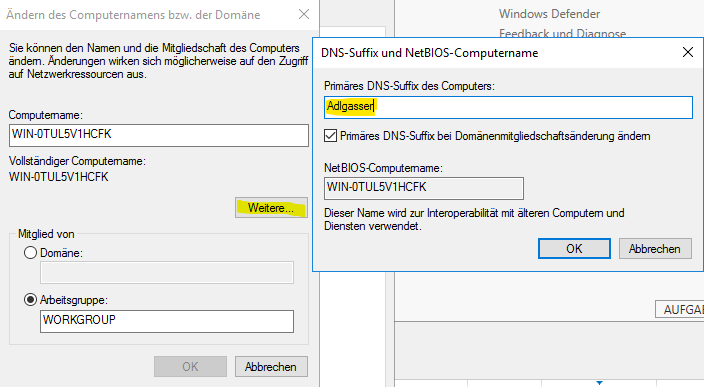 Ändern des Computernamens bzw. der Domäne
Sie können den Namen und die Mitgliedschaft des Computers
ändern. Änderungen wirken sich möglicherweise auf den Zugriff
auf Netzwerkressourcen aus.
Computername:
WIN-0TUL5V1HCFK
Vollständiger Computername:
WIN-0TUL5V1HCFK
Weitere...
Mitglied von
Domäne:
Arbeitsgruppe:
WORKGROUP
OK
Abbrechen
Windows Defender
Feedback und Diagnose
DNS-Suffix und NetBIOS-Computername
Primäres DNS-Suffix des Computers:
Adlgasser
Primäres DNS-Suffix bei Domänenmitgliedschaftsänderung ändern
NetBIOS-Computername:
WIN-0TUL5V1HCFK
Dieser Name wird zur Interoperabilität mit älteren Computern und
Diensten verwendet.
OK
Abbrechen
AUFGAB